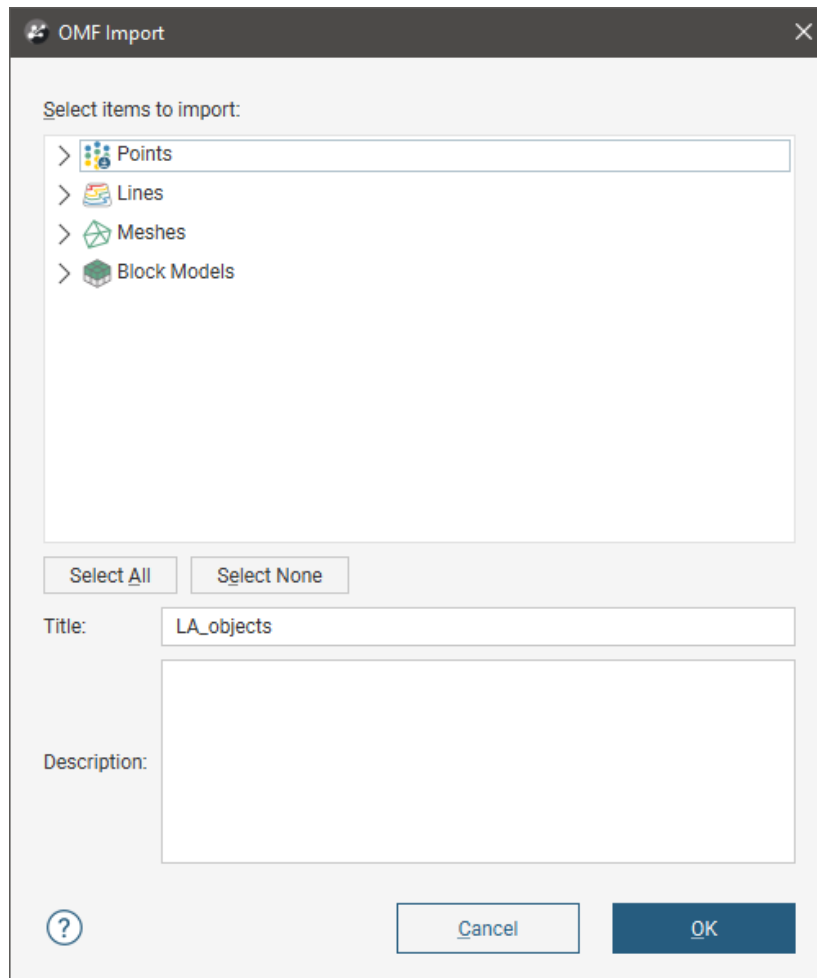 OMF Import
Select items to import:
Points
Lines
Meshes
Block Models
Select All Select None
Title: LA_objects
Description:
? Cancel OK